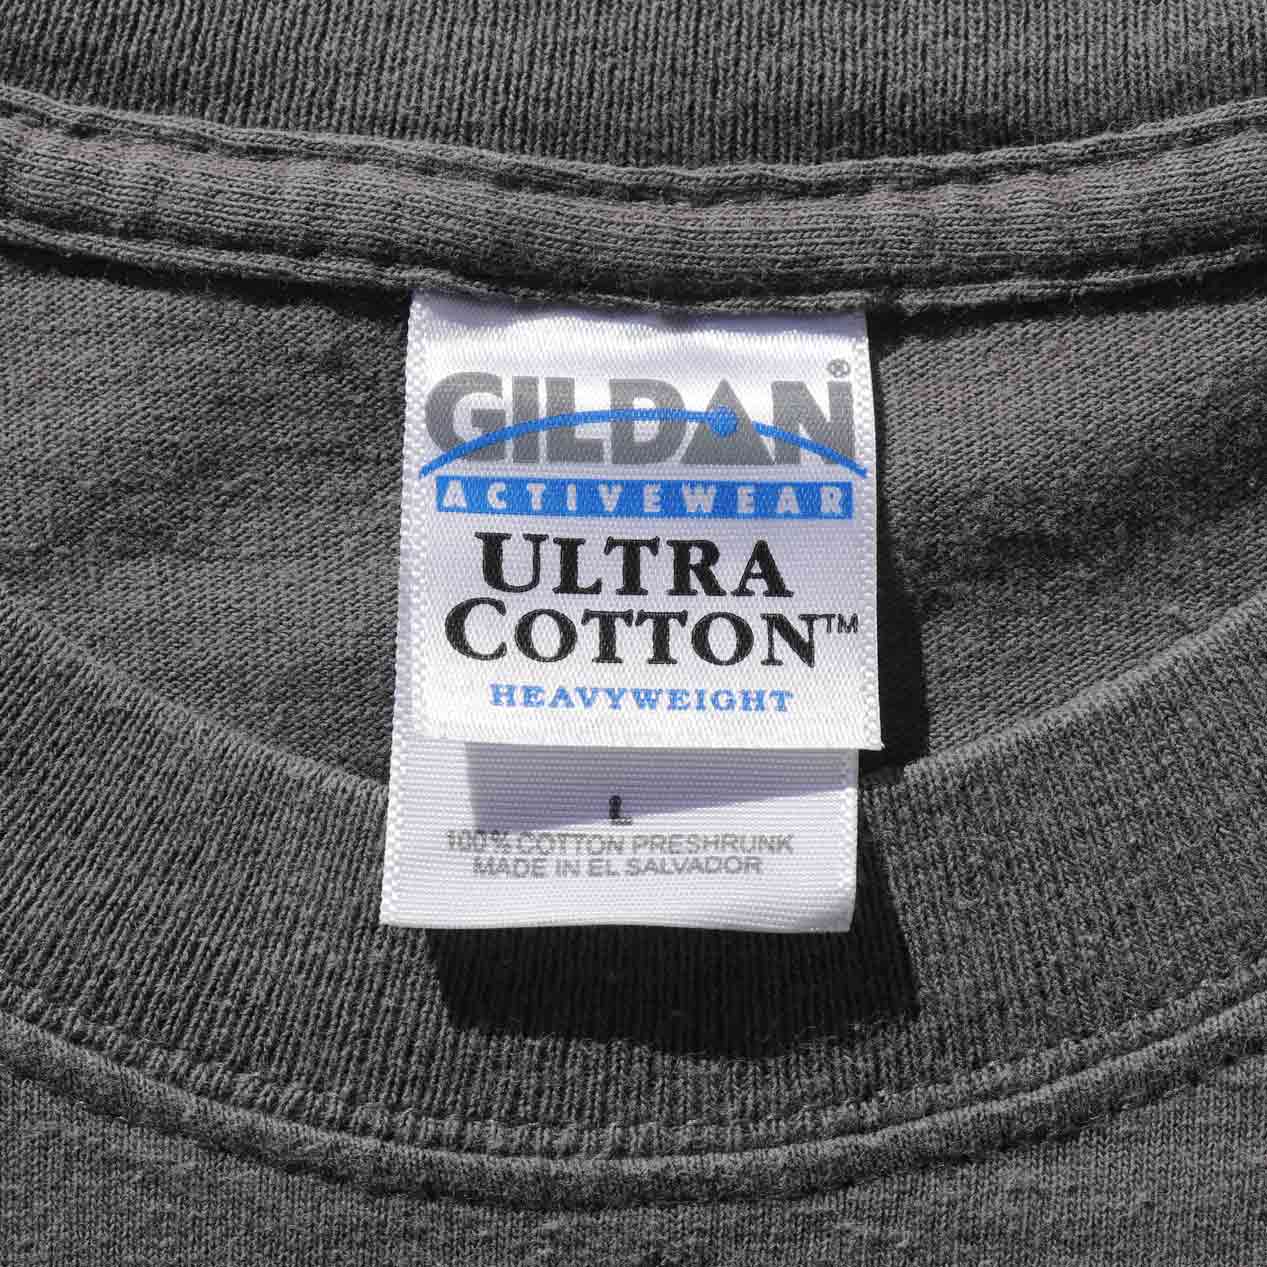 GILDAN®
ACTIVEWEAR
ULTRA
COTTON™
HEAVYWEIGHT
L
100% COTTON PRESHRUNK
MADE IN EL SALVADOR